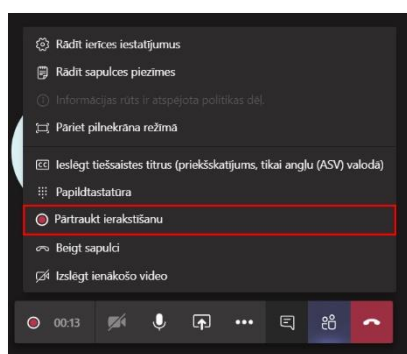 Rādīt ierīces iestatījumus
Rādīt sapulces piezīmes
Informācijas rūts ir atspējota politikas dēļ.
Pāriet pilnekrāna režīmā
CC Ieslēgt tiešsaistes titrus (priekšskatījums, tikai angļu (ASV) valodā)
Papildtastatūra
Pārtraukt ierakstīšanu
Beigt sapulci
Izslēgt ienākošo video
00:13